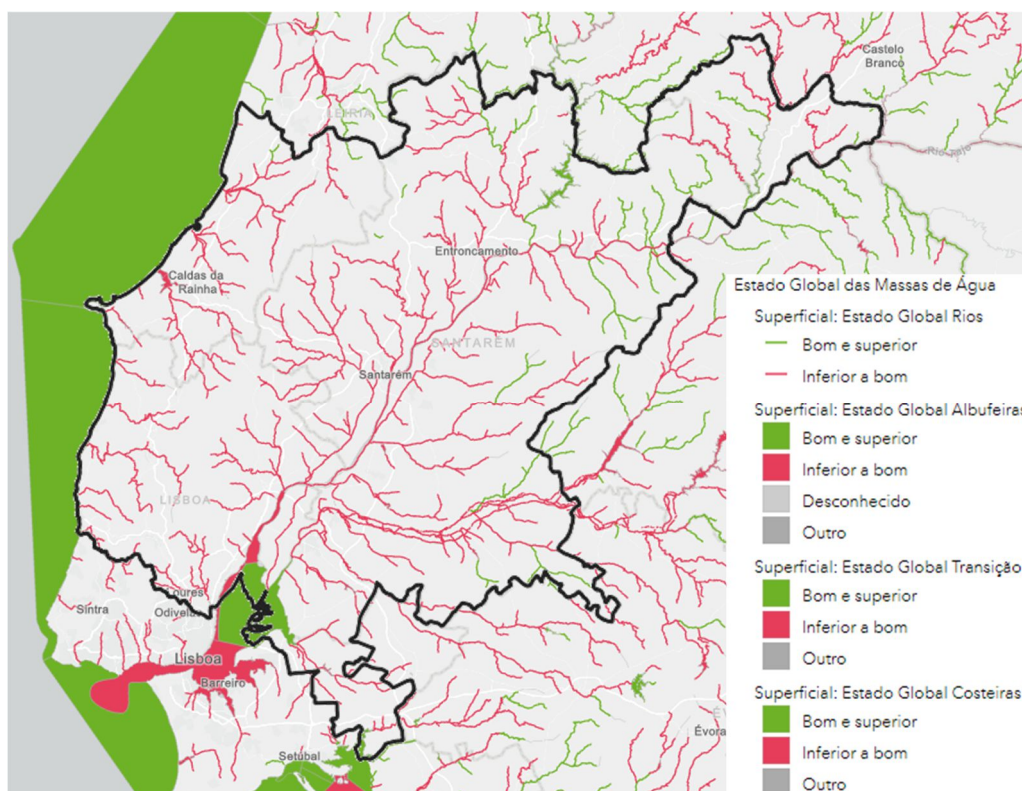 Castelo
Branco
LEIRIA
Rio Tajo
Entroncamento
Caldas da
Rainha
SANTARÉM
Santarém
LISBOA
Loures
Sintra
Odivelas
Lisboa
Barreiro
Setúbal
Évora
Estado Global das Massas de Água
Superficial: Estado Global Rios
Bom e superior
Inferior a bom
Superficial: Estado Global Albufeiras
Bom e superior
Inferior a bom
Desconhecido
Outro
Superficial: Estado Global Transição
Bom e superior
Inferior a bom
Outro
Superficial: Estado Global Costeiras
Bom e superior
Inferior a bom
Outro